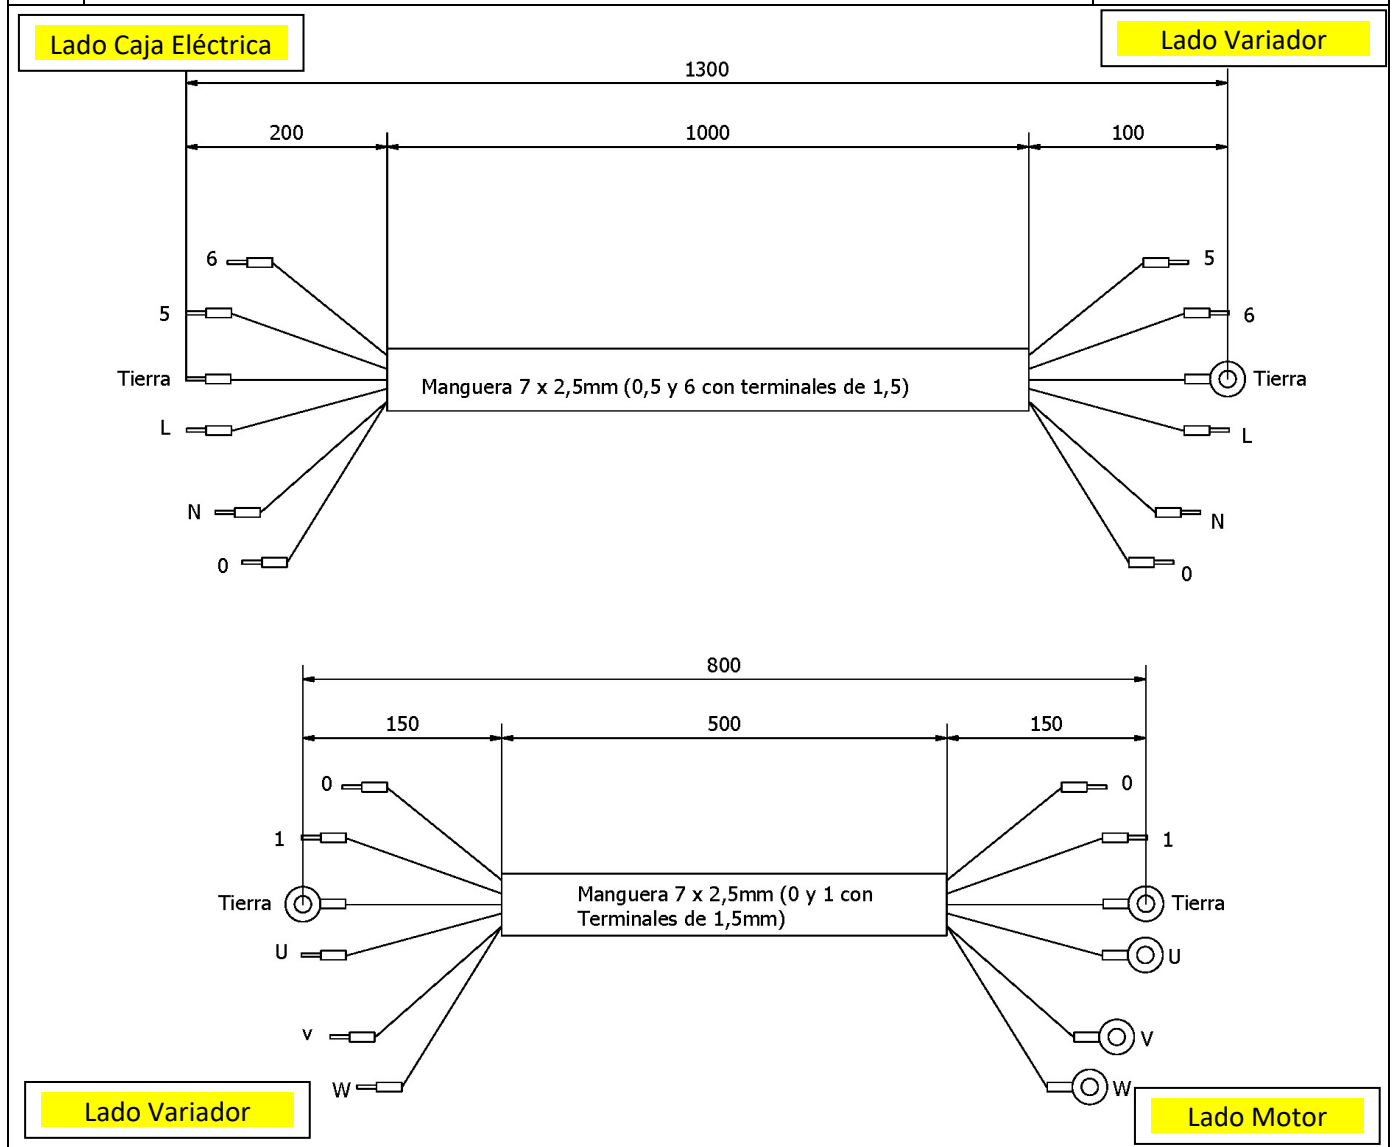 Lado Caja Eléctrica
Lado Variador
1300
200
1000
100
6
5
5
6
Tierra
Manguera 7 x 2,5mm (0,5 y 6 con terminales de 1,5)
Tierra
L
L
N
N
0
0
800
150
500
150
0
0
1
1
Tierra
Manguera 7 x 2,5mm (0 y 1 con
Terminales de 1,5mm)
Tierra
U
U
v
V
W
W
Lado Variador
Lado Motor